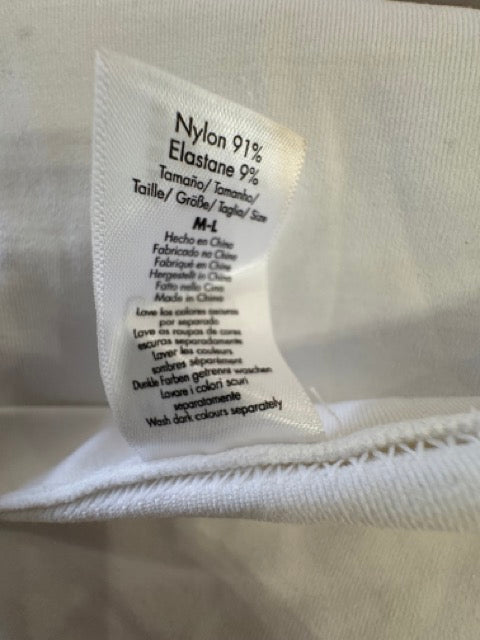 Nylon 91%
Elastane 9%
Tamaño/ Tamanho/
Taille/ Größe/ Taglia/ Size
M-L
Hecho en China
Fabricado na China
Fabriqué en Chine
Hergestellt in China
Fatto nella Cina
Made in China
Lave los colores oscuros
por separado
Lave as roupas de cores
escuras separadamente
Laver les couleurs
sombres séparément
Dunkle Farben getrennt waschen
Lavare i colori scuri
separatamente
Wash dark colours separately